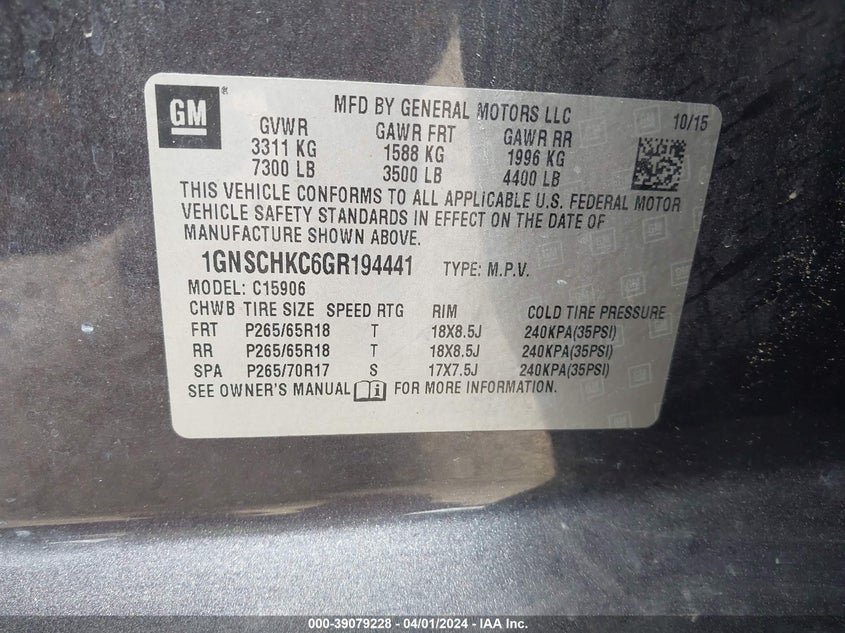 GM ® MFD BY GENERAL MOTORS LLC 10/15
GVWR GAWR FRT GAWR RR
3311 KG 1588 KG 1996 KG
7300 LB 3500 LB 4400 LB
THIS VEHICLE CONFORMS TO ALL APPLICABLE U.S. FEDERAL MOTOR
VEHICLE SAFETY STANDARDS IN EFFECT ON THE DATE OF
MANUFACTURE SHOWN ABOVE.
1GNSCHKC6GR194441 TYPE: M.P.V.
MODEL: C15906
CHWB TIRE SIZE SPEED RTG RIM COLD TIRE PRESSURE
FRT P265/65R18 T 18X8.5J 240KPA(35PSI)
RR P265/65R18 T 18X8.5J 240KPA(35PSI)
SPA P265/70R17 S 17X7.5J 240KPA(35PSI)
SEE OWNER'S MANUAL FOR MORE INFORMATION.
000-39079228 - 04/01/2024 - IAA Inc.